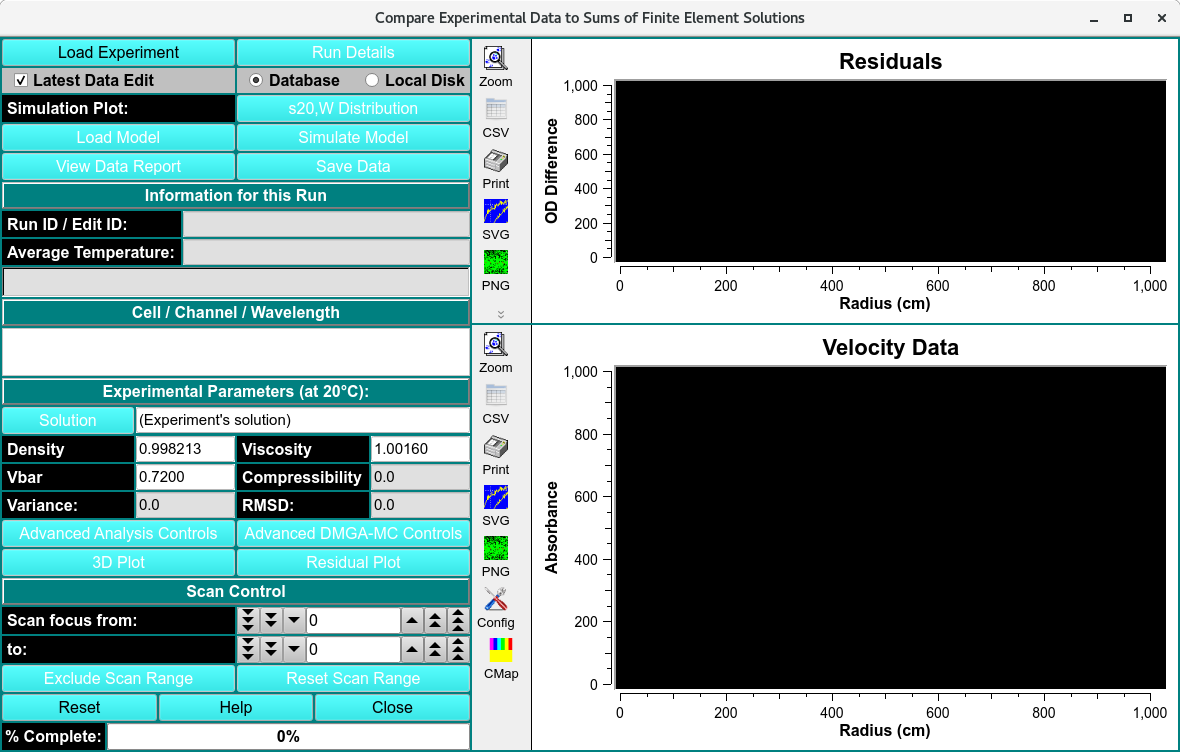 Compare Experimental Data to Sums of Finite Element Solutions
Load Experiment
Run Details
Latest Data Edit
Database
Local Disk
Simulation Plot:
s20,W Distribution
Load Model
Simulate Model
View Data Report
Save Data
Information for this Run
Run ID / Edit ID:
Average Temperature:
Cell / Channel / Wavelength
Experimental Parameters (at 20°C):
Solution
(Experiment's solution)
Density
0.998213
Viscosity
1.00160
Vbar
0.7200
Compressibility
0.0
Variance:
0.0
RMSD:
0.0
Advanced Analysis Controls
Advanced DMGA-MC Controls
3D Plot
Residual Plot
Scan Control
Scan focus from:
0
to:
0
Exclude Scan Range
Reset Scan Range
Reset
Help
Close
% Complete:
0%
Zoom
CSV
Print
SVG
PNG
Zoom
CSV
Print
SVG
PNG
Config
CMap
Residuals
OD Difference
1,000
800
600
400
200
0
0
200
400
600
800
1,000
Radius (cm)
Velocity Data
Absorbance
1,000
800
600
400
200
0
0
200
400
600
800
1,000
Radius (cm)